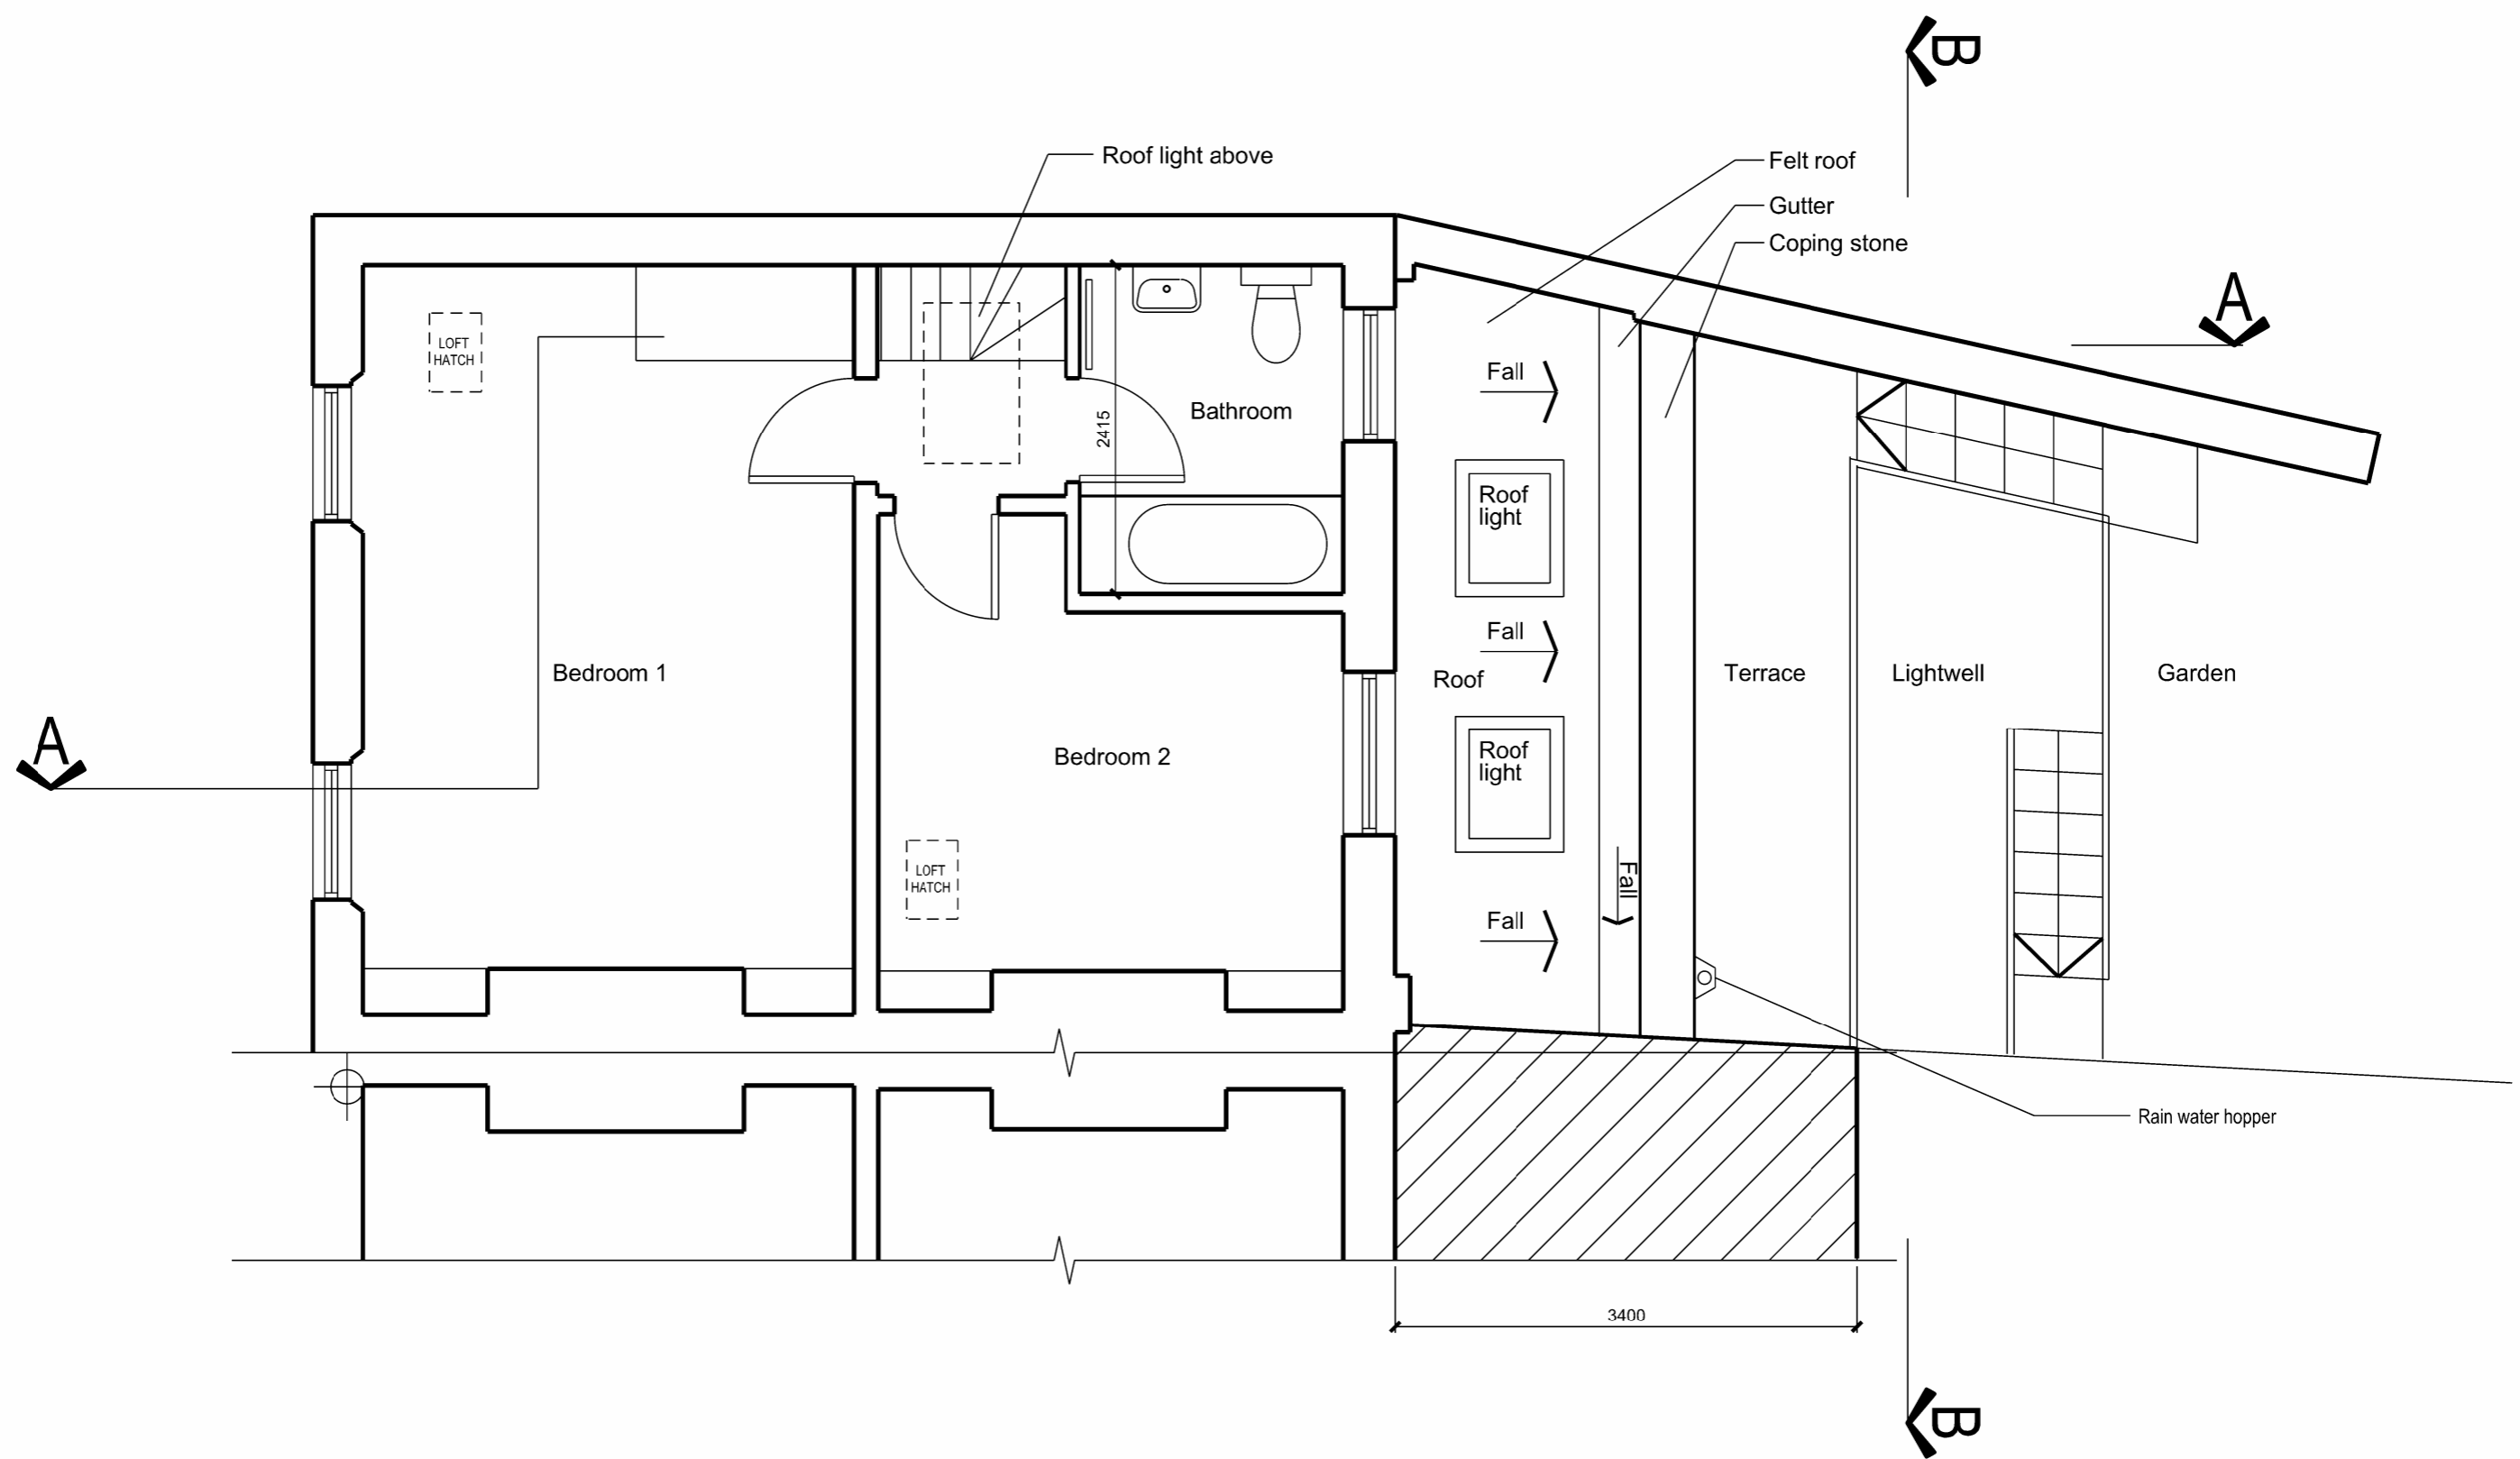 B
Roof light above
Felt roof
Gutter
Coping stone
A
LOFT
HATCH
Fall
2415
Bathroom
Roof
light
Fall
Roof
Bedroom 1
Terrace
Lightwell
Garden
A
Bedroom 2
Roof
light
LOFT
HATCH
Fall
Fall
Rain water hopper
3400
B